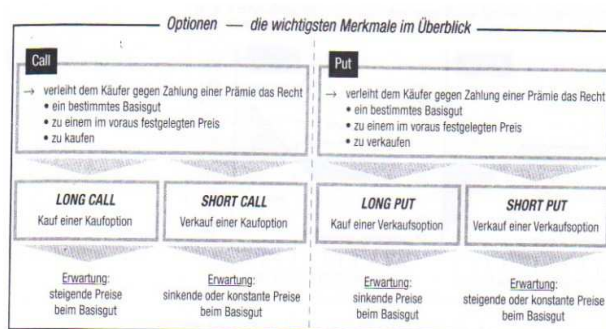 Optionen — die wichtigsten Merkmale im Überblick
Call
→ verleiht dem Käufer gegen Zahlung einer Prämie das Recht
• ein bestimmtes Basisgut
• zu einem im voraus festgelegten Preis
• zu kaufen
Put
→ verleiht dem Käufer gegen Zahlung einer Prämie das Recht
• ein bestimmtes Basisgut
• zu einem im voraus festgelegten Preis
• zu verkaufen
LONG CALL
Kauf einer Kaufoption
SHORT CALL
Verkauf einer Kaufoption
LONG PUT
Kauf einer Verkaufsoption
SHORT PUT
Verkauf einer Verkaufsoption
Erwartung:
steigende Preise
beim Basisgut
Erwartung:
sinkende oder konstante Preise
beim Basisgut
Erwartung:
sinkende Preise
beim Basisgut
Erwartung:
steigende oder konstante Preise
beim Basisgut